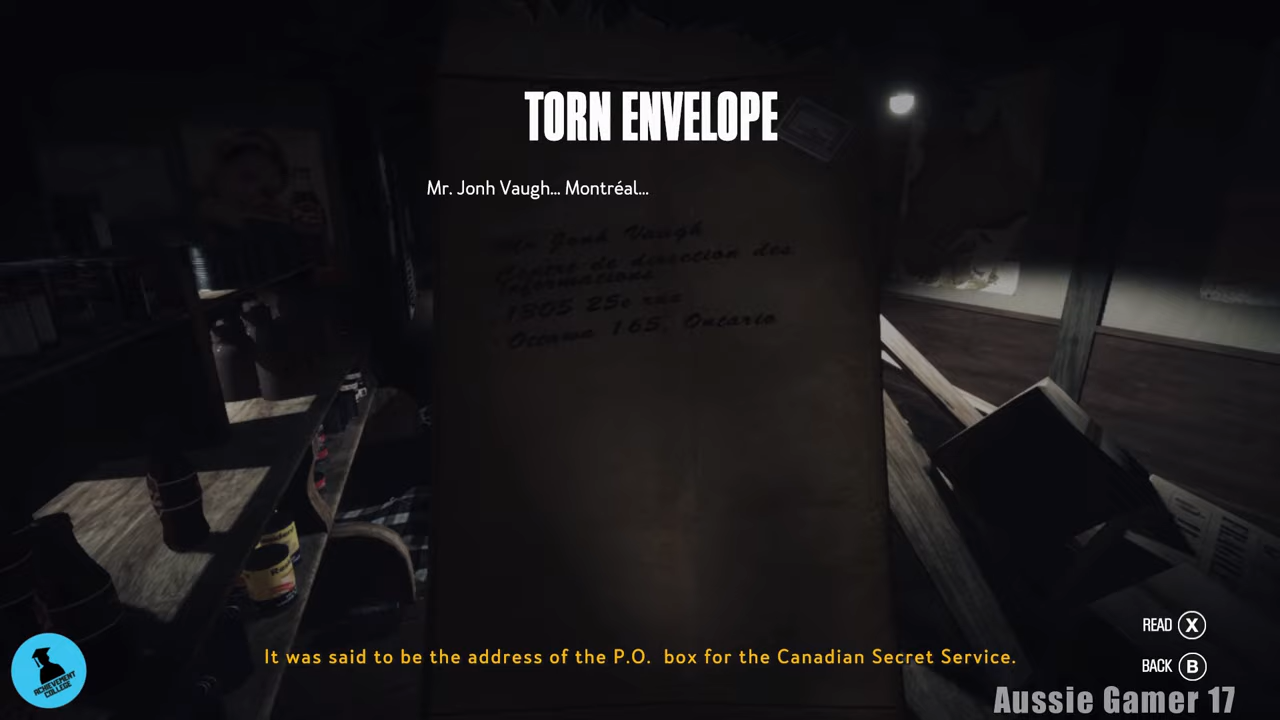 TORN ENVELOPE
Mr. Jonh Vaugh... Montréal...
Mr Jonh Vaugh
Centre de direction des
Informations
1305 25e rue
Ottawa 165, Ontario
READ X
It was said to be the address of the P.O. box for the Canadian Secret Service.
BACK B
ACHIEVEMENT
COLLEGE
Aussie Gamer 17